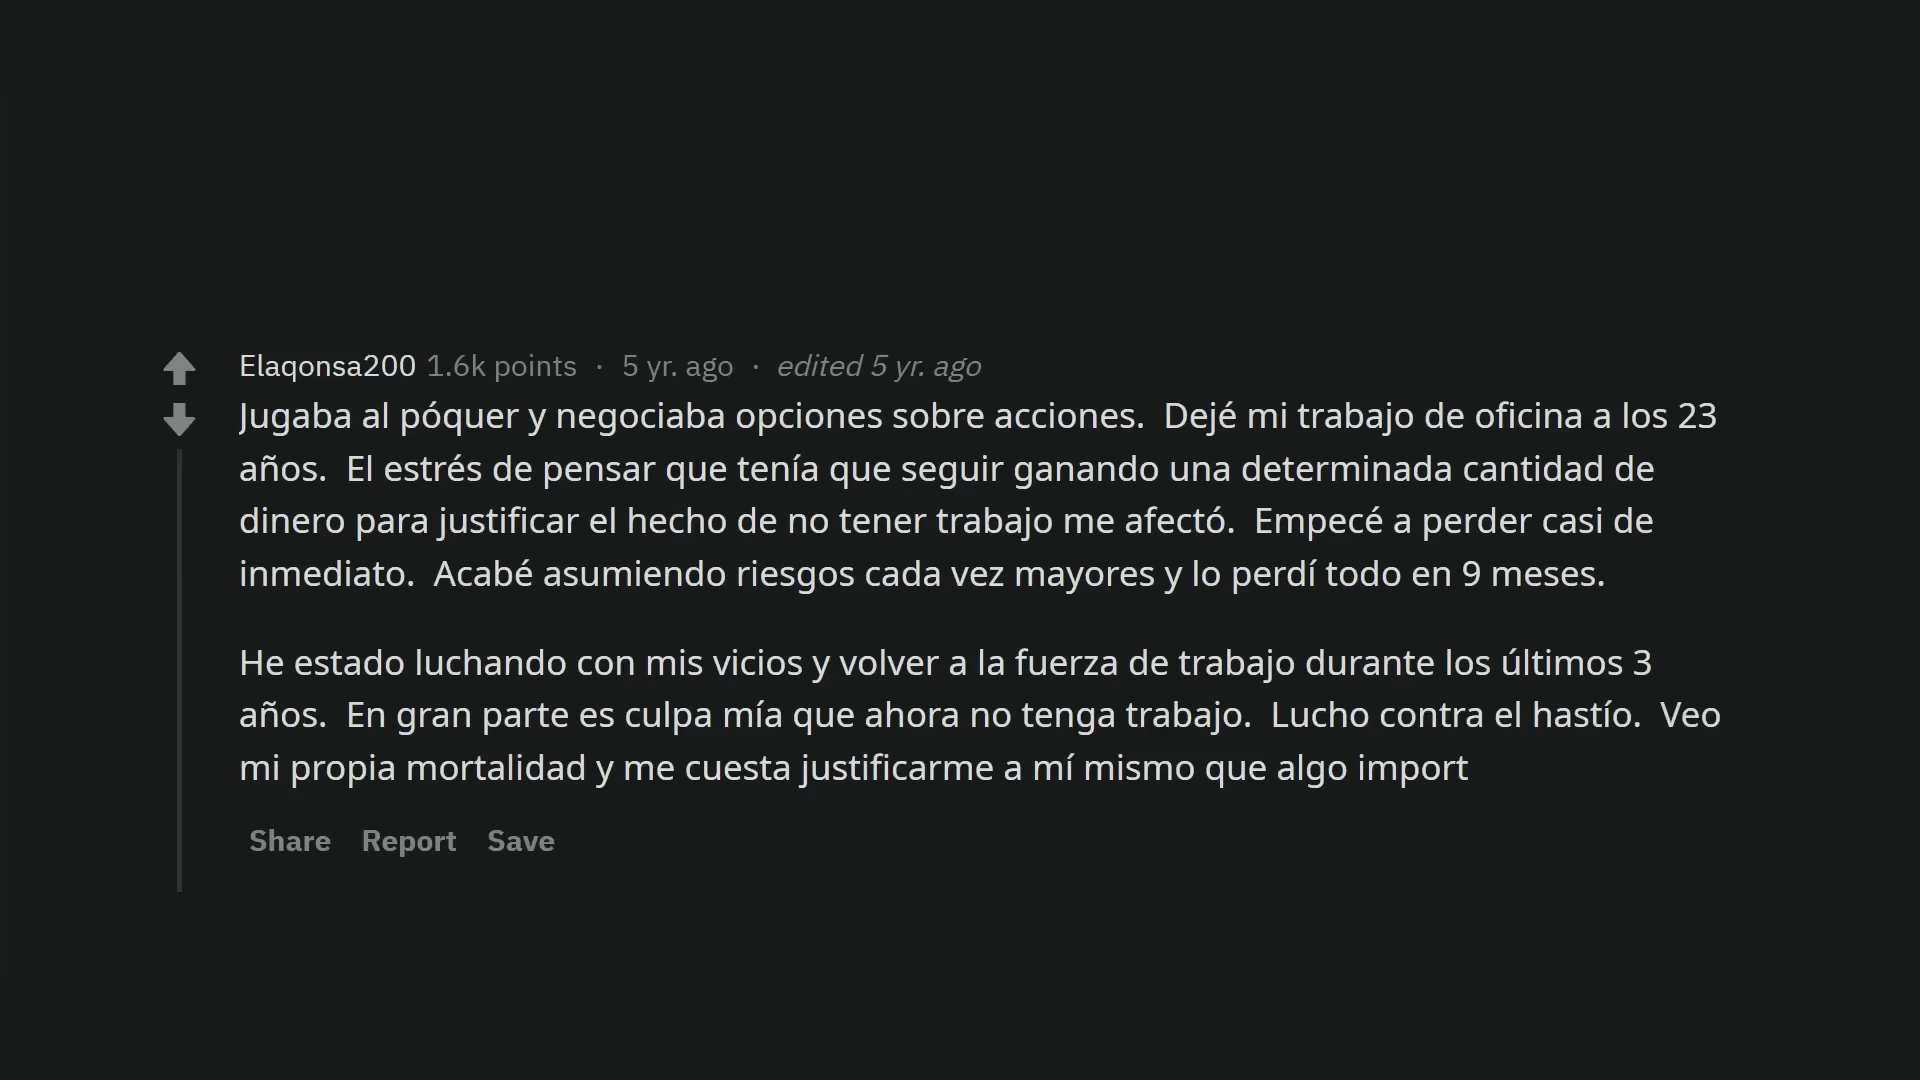 Elaqonsa200 1.6k points · 5 yr. ago · edited 5 yr. ago
Jugaba al póquer y negociaba opciones sobre acciones.  Dejé mi trabajo de oficina a los 23
años.  El estrés de pensar que tenía que seguir ganando una determinada cantidad de
dinero para justificar el hecho de no tener trabajo me afectó.  Empecé a perder casi de
inmediato.  Acabé asumiendo riesgos cada vez mayores y lo perdí todo en 9 meses.
He estado luchando con mis vicios y volver a la fuerza de trabajo durante los últimos 3
años.  En gran parte es culpa mía que ahora no tenga trabajo.  Lucho contra el hastío.  Veo
mi propia mortalidad y me cuesta justificarme a mí mismo que algo import
Share Report Save